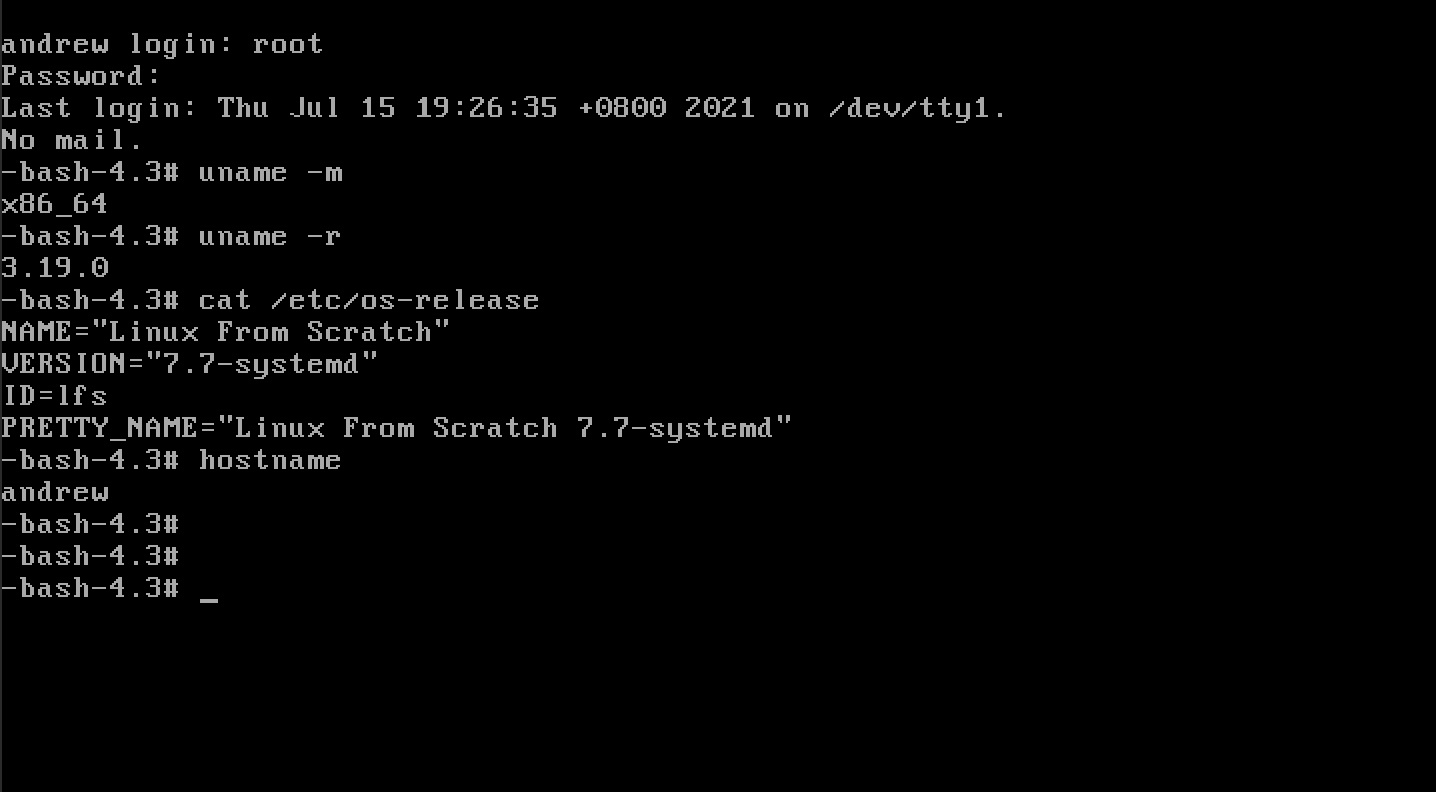 andrew login: root
Password:
Last login: Thu Jul 15 19:26:35 +0800 2021 on /dev/tty1.
No mail.
-bash-4.3# uname -m
x86_64
-bash-4.3# uname -r
3.19.0
-bash-4.3# cat /etc/os-release
NAME="Linux From Scratch"
VERSION="7.7-systemd"
ID=lfs
PRETTY_NAME="Linux From Scratch 7.7-systemd"
-bash-4.3# hostname
andrew
-bash-4.3#
-bash-4.3#
-bash-4.3# _